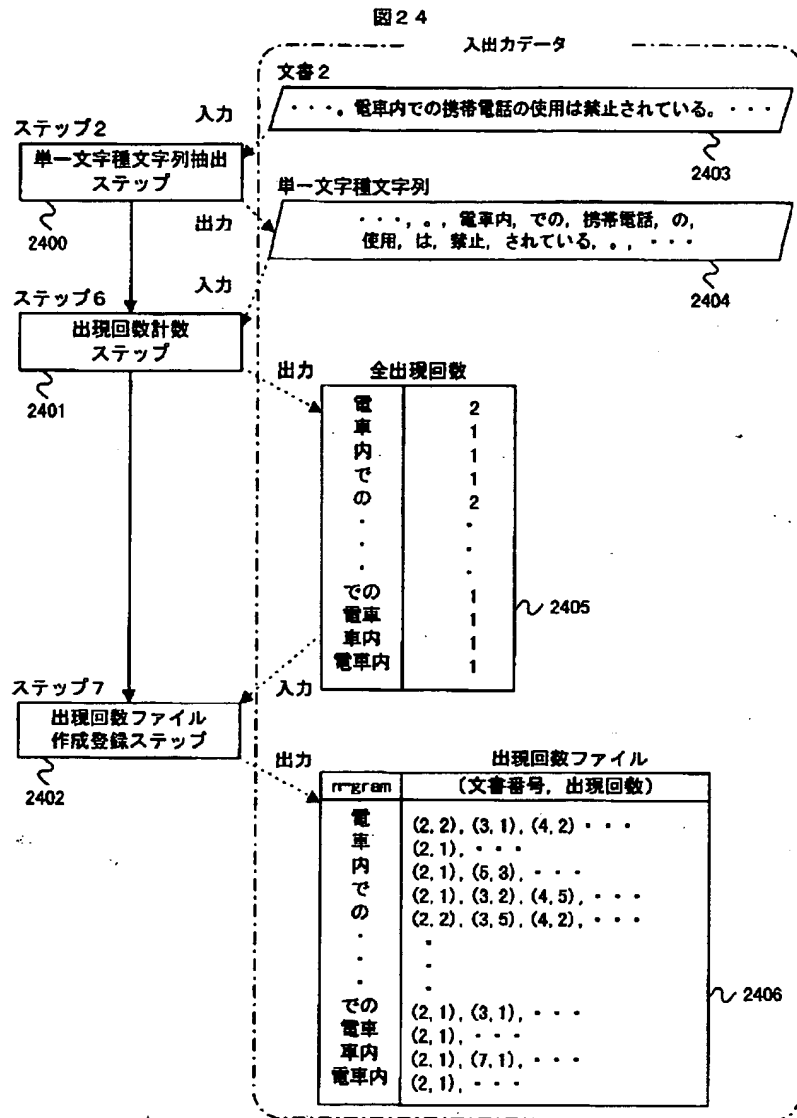 図24
入出力データ
文書2
・・・。電車内での携帯電話の使用は禁止されている。・・・
2403
入力
ステップ2
単一文字種文字列抽出
ステップ
2400
出力
単一文字種文字列
・・・, 。, 電車内, での, 携帯電話, の,
使用, は, 禁止, されている, 。, ・・・
2404
入力
ステップ6
出現回数計数
ステップ
2401
出力
全出現回数
電 2
車 1
内 1
で 1
の 2
・ ・
・ ・
・ ・
での 1
電車 1
車内 1
電車内 1
2405
入力
ステップ7
出現回数ファイル
作成登録ステップ
2402
出力
出現回数ファイル
n-gram (文書番号, 出現回数)
電 (2, 2), (3, 1), (4, 2)・・・
車 (2, 1), ・・・
内 (2, 1), (5, 3), ・・・
で (2, 1), (3, 2), (4, 5), ・・・
の (2, 2), (3, 5), (4, 2), ・・・
・ ・
・ ・
・ ・
での (2, 1), (3, 1), ・・・
電車 (2, 1), ・・・
車内 (2, 1), (7, 1), ・・・
電車内 (2, 1), ・・・
2406